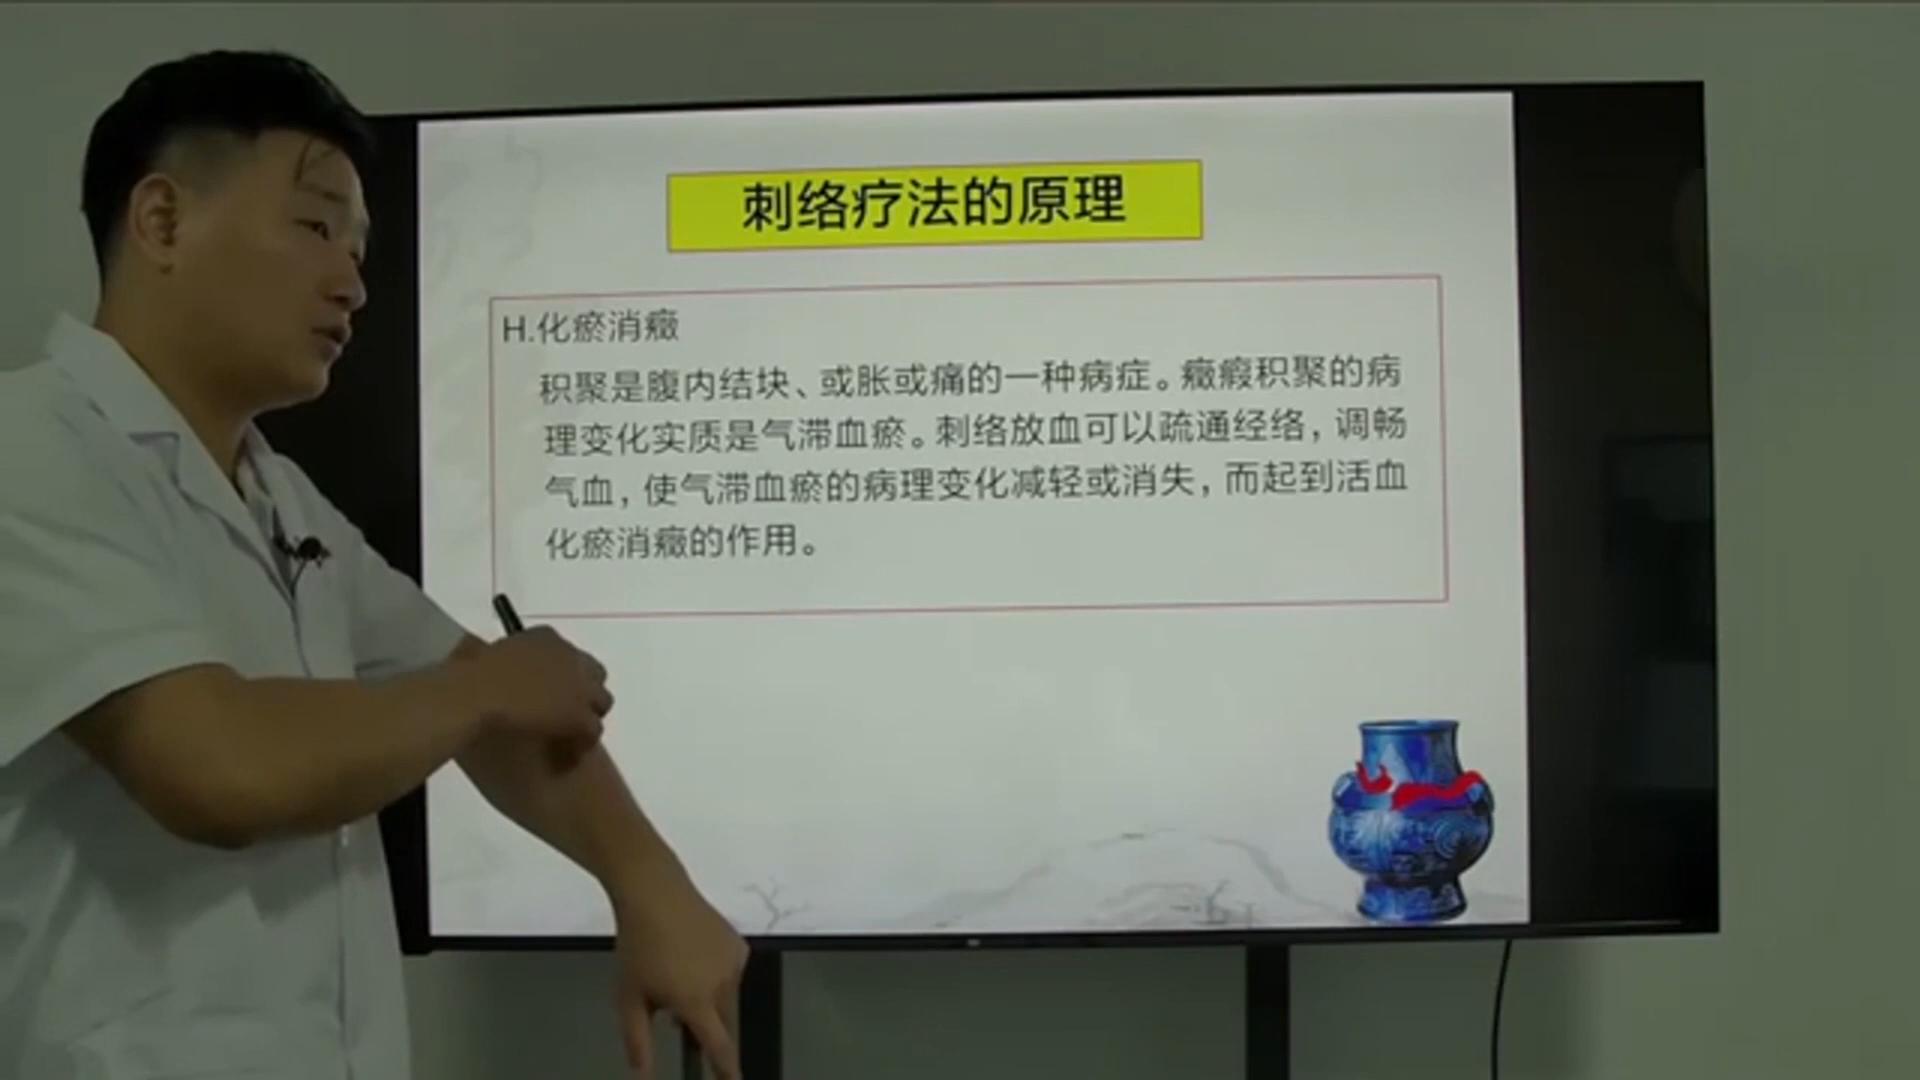 刺络疗法的原理
H.化瘀消癥
积聚是腹内结块、或胀或痛的一种病症。癥瘕积聚的病
理变化实质是气滞血瘀。刺络放血可以疏通经络，调畅
气血，使气滞血瘀的病理变化减轻或消失，而起到活血
化瘀消癥的作用。